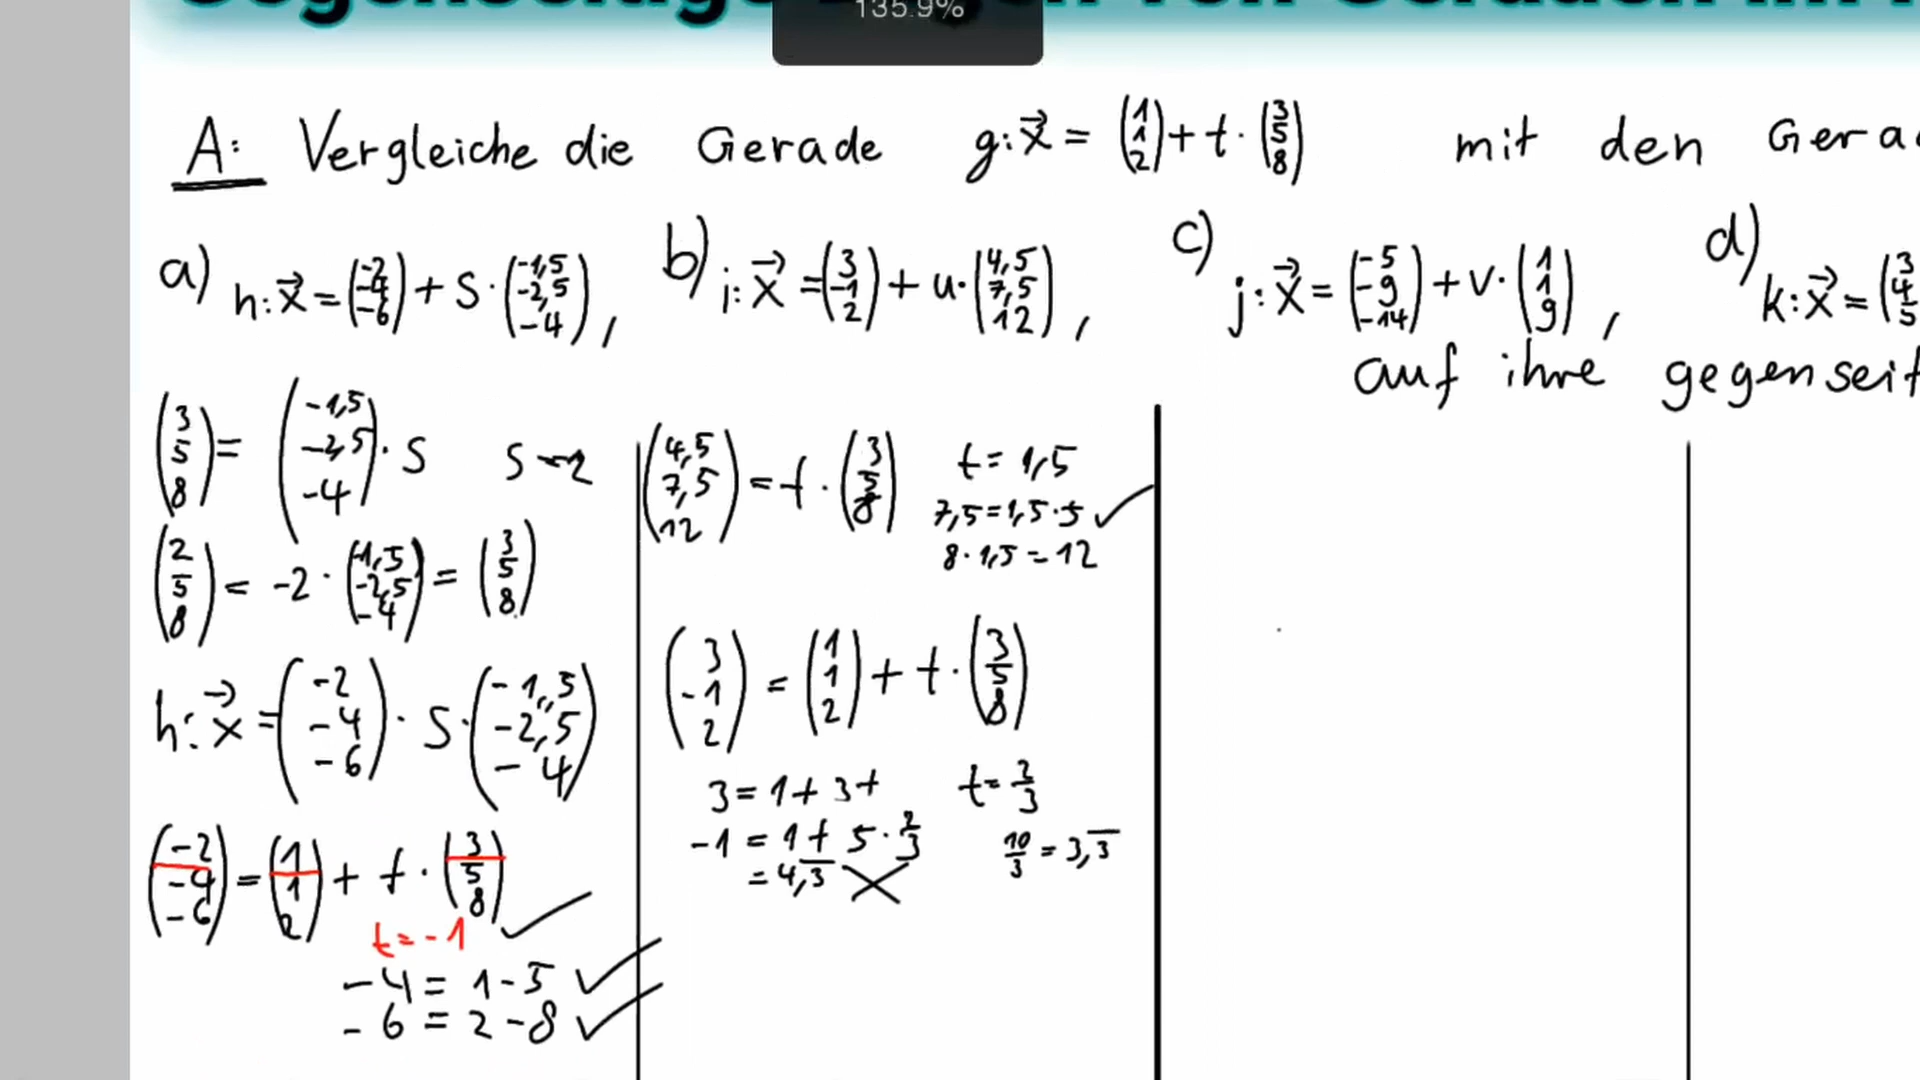 135.9%
A: Vergleiche die Gerade g:x⃗ = (1 1 2) + t · (3 5 8) mit den Gera
a) h:x⃗ = (-2 -4 -6) + s · (-1,5 -2,5 -4) , b) i:x⃗ = (3 -1 2) + u · (4,5 7,5 12) , c) j:x⃗ = (-5 -9 -14) + v · (1 1 9) , d) k:x⃗ = (3 4 5
auf ihre gegenseit
(3 5 8) = (-1,5 -2,5 -4) · s s = -2
(2 5 8) = -2 · (-1,5 -2,5 -4) = (3 5 8)
h:x⃗ = (-2 -4 -6) · s · (-1,5 -2,5 -4)
(-2 -4 -6) = (1 1 2) + t · (3 5 8) ✓
t = -1
-4 = 1 - 5 ✓
-6 = 2 - 8 ✓
(4,5 7,5 12) = t · (3 5 8) t = 1,5
7,5 = 1,5 · 5 ✓
8 · 1,5 = 12
(3 -1 2) = (1 1 2) + t · (3 5 8)
3 = 1 + 3t t = 2/3
-1 = 1 + 5 · 2/3 10/3 = 3,3̅
= 4,3̅ ✗